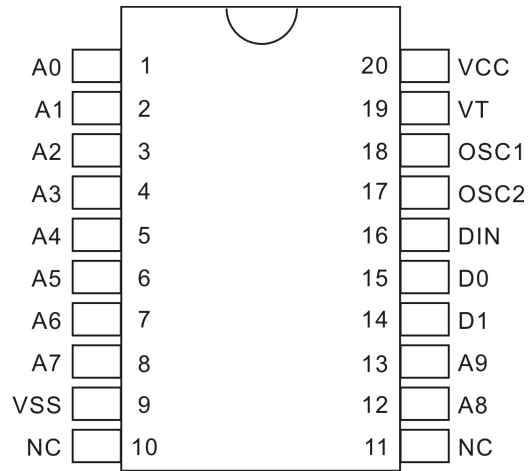 A0 1 20 VCC
A1 2 19 VT
A2 3 18 OSC1
A3 4 17 OSC2
A4 5 16 DIN
A5 6 15 D0
A6 7 14 D1
A7 8 13 A9
VSS 9 12 A8
NC 10 11 NC